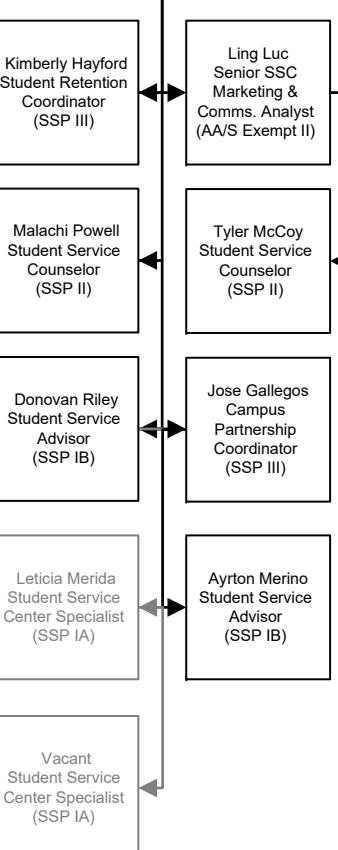 Kimberly Hayford
Student Retention
Coordinator
(SSP III)
Ling Luc
Senior SSC
Marketing &
Comms. Analyst
(AA/S Exempt II)
Malachi Powell
Student Service
Counselor
(SSP II)
Tyler McCoy
Student Service
Counselor
(SSP II)
Donovan Riley
Student Service
Advisor
(SSP IB)
Jose Gallegos
Campus
Partnership
Coordinator
(SSP III)
Leticia Merida
Student Service
Center Specialist
(SSP IA)
Ayrton Merino
Student Service
Advisor
(SSP IB)
Vacant
Student Service
Center Specialist
(SSP IA)